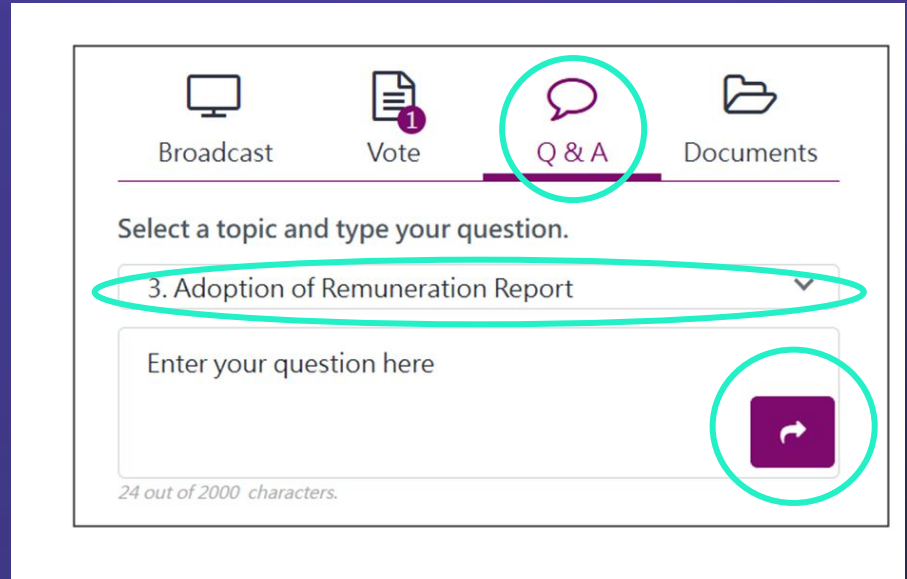 1
Broadcast Vote Q & A Documents
Select a topic and type your question.
3. Adoption of Remuneration Report
Enter your question here
24 out of 2000 characters.